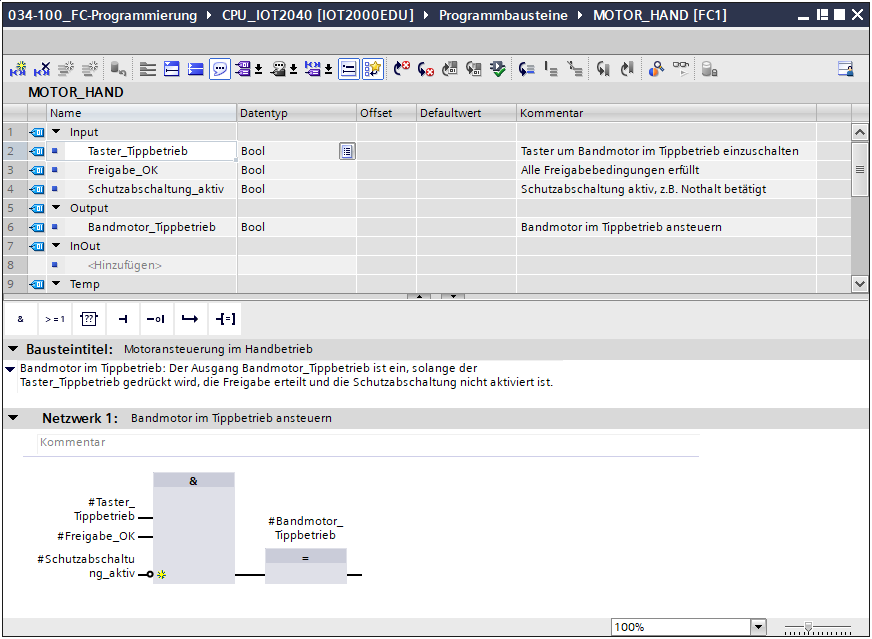 034-100_FC-Programmierung ▸ CPU_IOT2040 [IOT2000EDU] ▸ Programmbausteine ▸ MOTOR_HAND [FC1]
MOTOR_HAND
Name Datentyp Offset Defaultwert Kommentar
1 Input
2 Taster_Tippbetrieb Bool Taster um Bandmotor im Tippbetrieb einzuschalten
3 Freigabe_OK Bool Alle Freigabebedingungen erfüllt
4 Schutzabschaltung_aktiv Bool Schutzabschaltung aktiv, z.B. Nothalt betätigt
5 Output
6 Bandmotor_Tippbetrieb Bool Bandmotor im Tippbetrieb ansteuern
7 InOut
8 <Hinzufügen>
9 Temp
& >=1 ?? -| -o| [=]
Bausteintitel: Motoransteuerung im Handbetrieb
Bandmotor im Tippbetrieb: Der Ausgang Bandmotor_Tippbetrieb ist ein, solange der
Taster_Tippbetrieb gedrückt wird, die Freigabe erteilt und die Schutzabschaltung nicht aktiviert ist.
Netzwerk 1: Bandmotor im Tippbetrieb ansteuern
Kommentar
&
#Taster_
Tippbetrieb
#Freigabe_OK
#Schutzabschaltu
ng_aktiv
#Bandmotor_
Tippbetrieb
=
100%